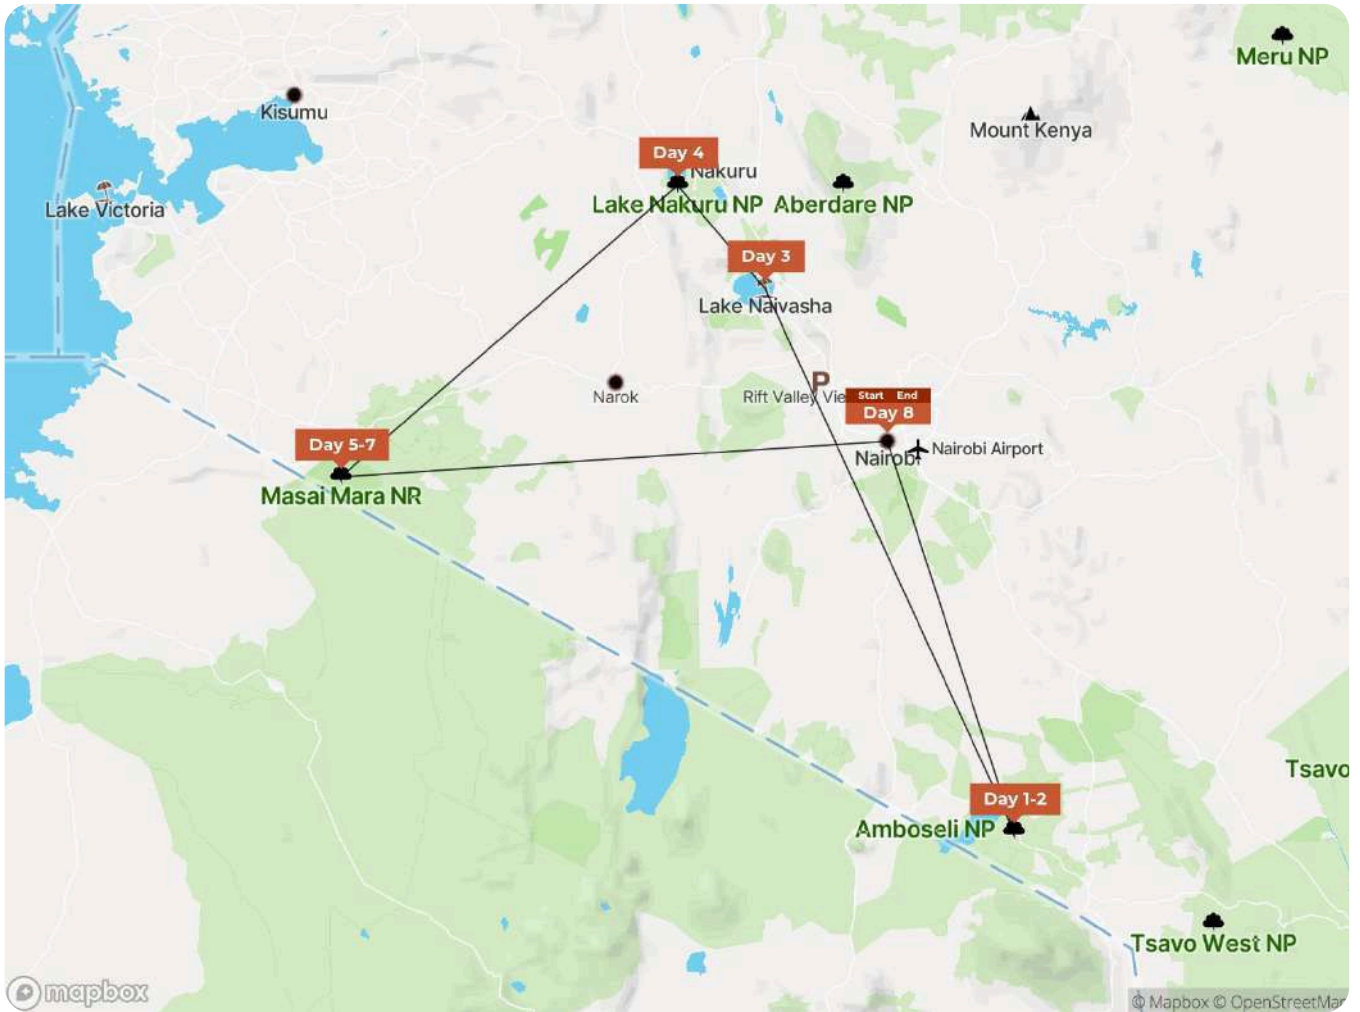 Meru NP
Kisumu
Mount Kenya
Day 4
Nakuru
Lake Nakuru NP
Aberdare NP
Lake Victoria
Day 3
Lake Naivasha
Narok
P
Rift Valley Vie
Start End
Day 8
Nairobi
Nairobi Airport
Day 5-7
Masai Mara NR
Tsavo
Day 1-2
Amboseli NP
Tsavo West NP
mapbox
© Mapbox © OpenStreetMap